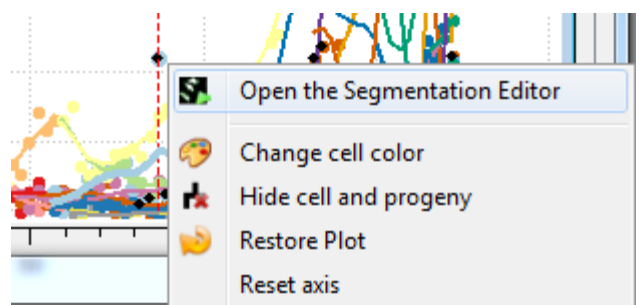 Open the Segmentation Editor
Change cell color
Hide cell and progeny
Restore Plot
Reset axis